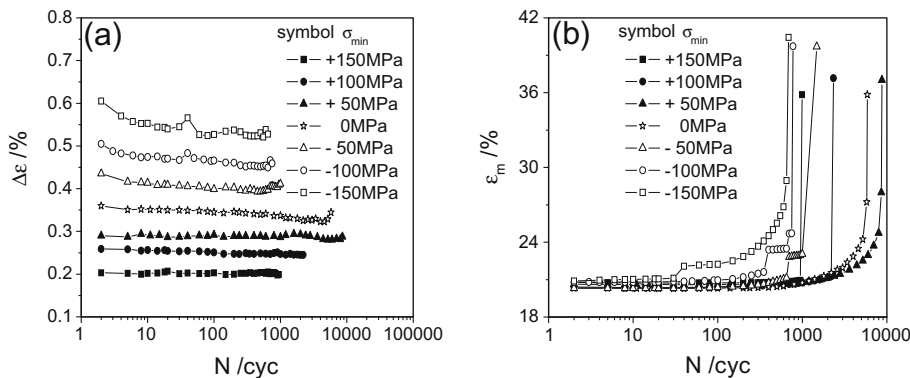 (a)
symbol σmin
+150MPa
+100MPa
+ 50MPa
0MPa
- 50MPa
-100MPa
-150MPa
0.8
0.7
0.6
0.5
0.4
0.3
0.2
0.1
Δε /%
1 10 100 1000 10000 100000
N /cyc
(b)
symbol σmin
+150MPa
+100MPa
+ 50MPa
0MPa
- 50MPa
-100MPa
-150MPa
42
36
30
24
18
εm /%
1 10 100 1000 10000
N /cyc